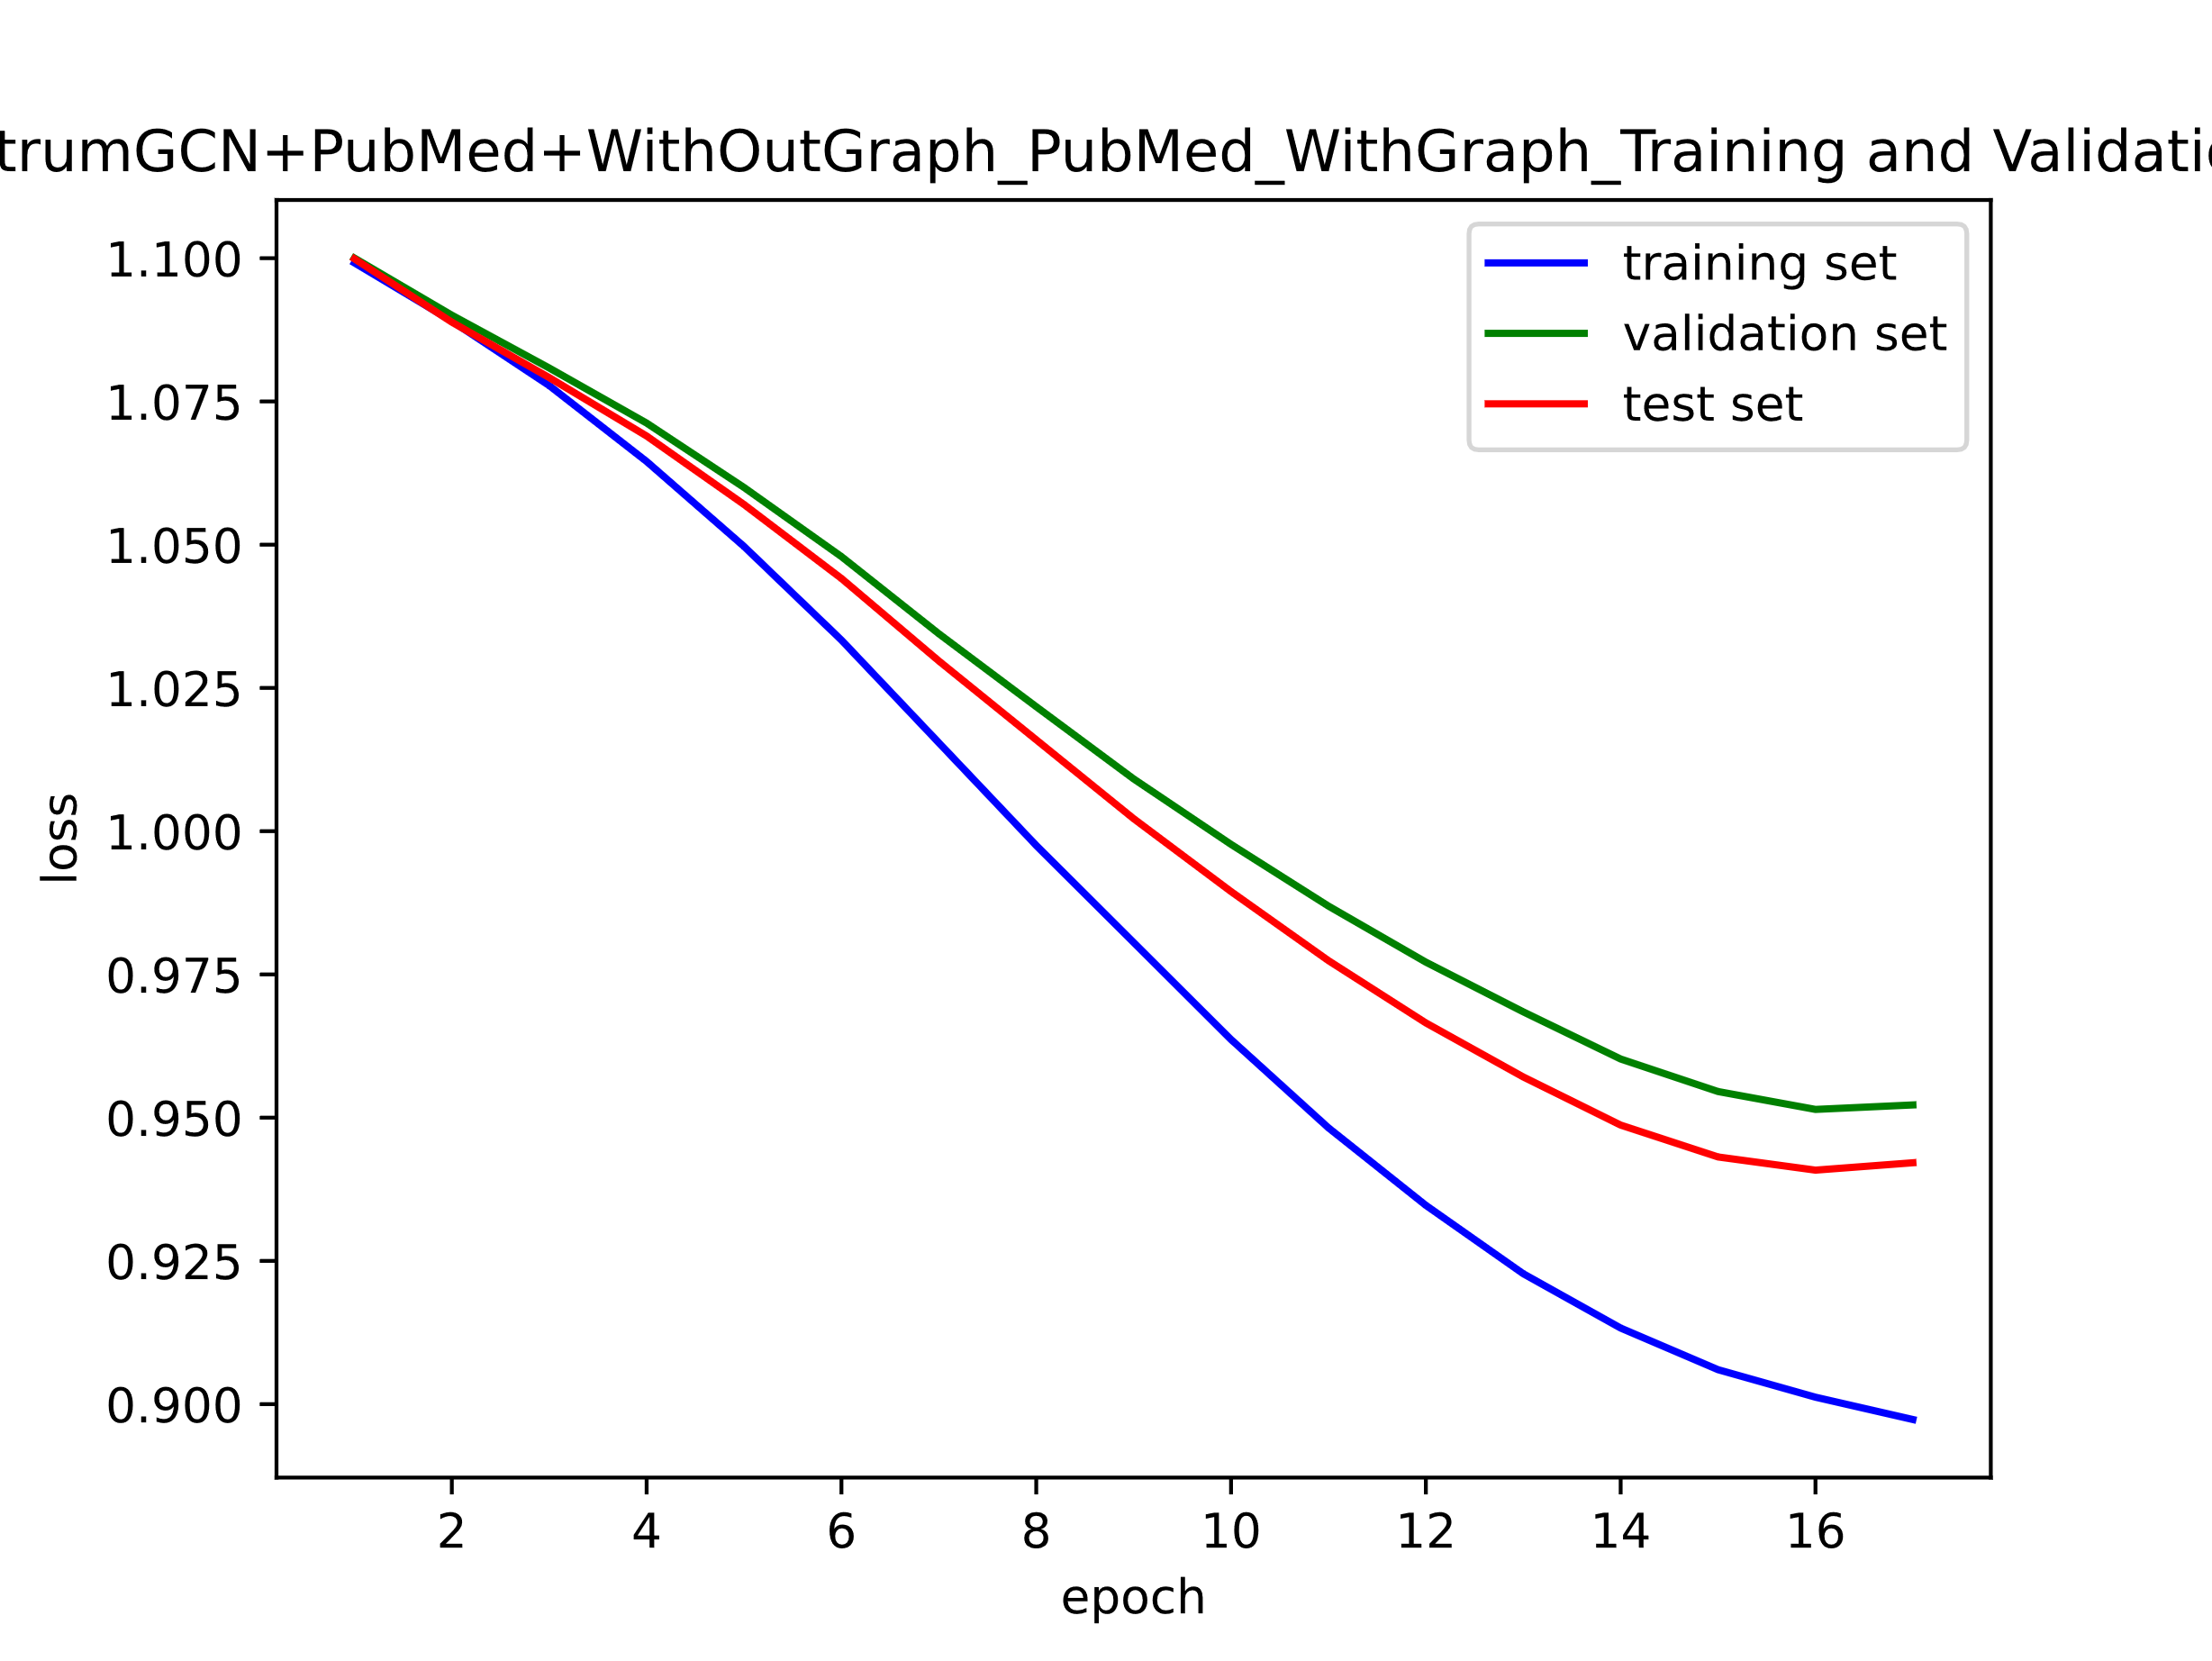 trumGCN+PubMed+WithOutGraph_PubMed_WithGraph_Training and Validati
training set
validation set
test set
1.100
1.075
1.050
1.025
1.000
0.975
0.950
0.925
0.900
loss
2 4 6 8 10 12 14 16
epoch